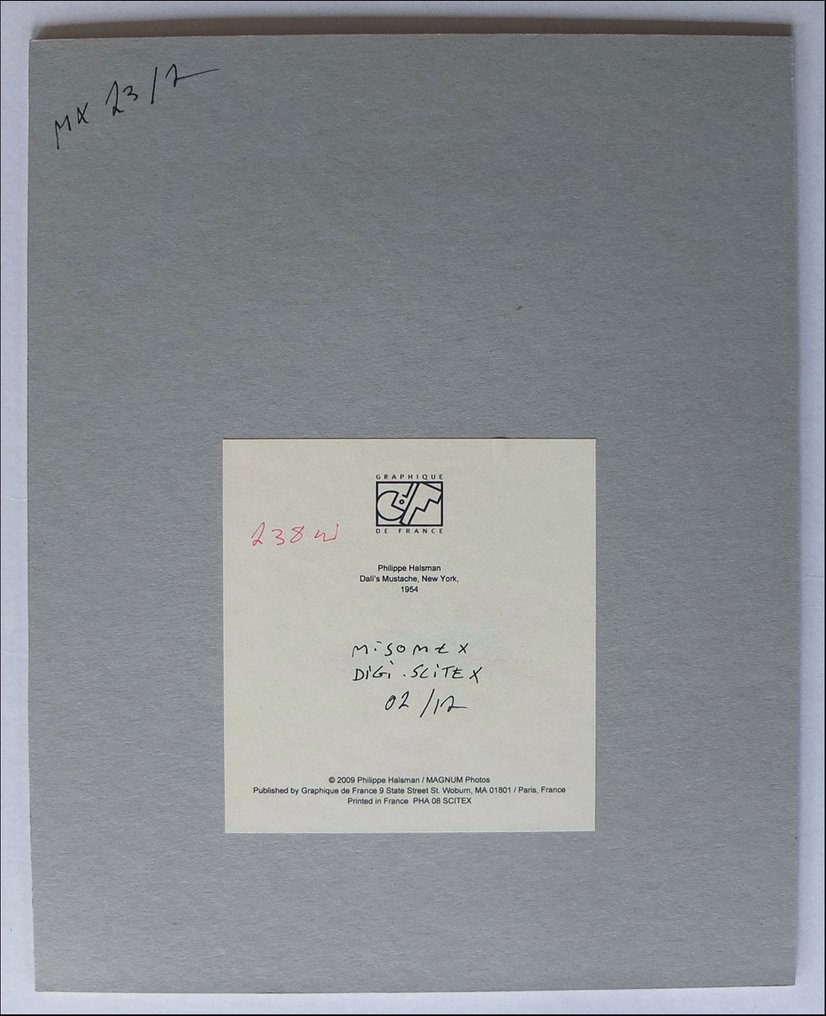 MX 23/2
GRAPHIQUE
DE FRANCE
238 W
Philippe Halsman
Dali's Mustache, New York,
1954
MiSOMEX
DiGi.SCiTEX
02/12
© 2009 Philippe Halsman / MAGNUM Photos
Published by Graphique de France 9 State Street St. Woburn, MA 01801 / Paris, France
Printed in France PHA 08 SCITEX